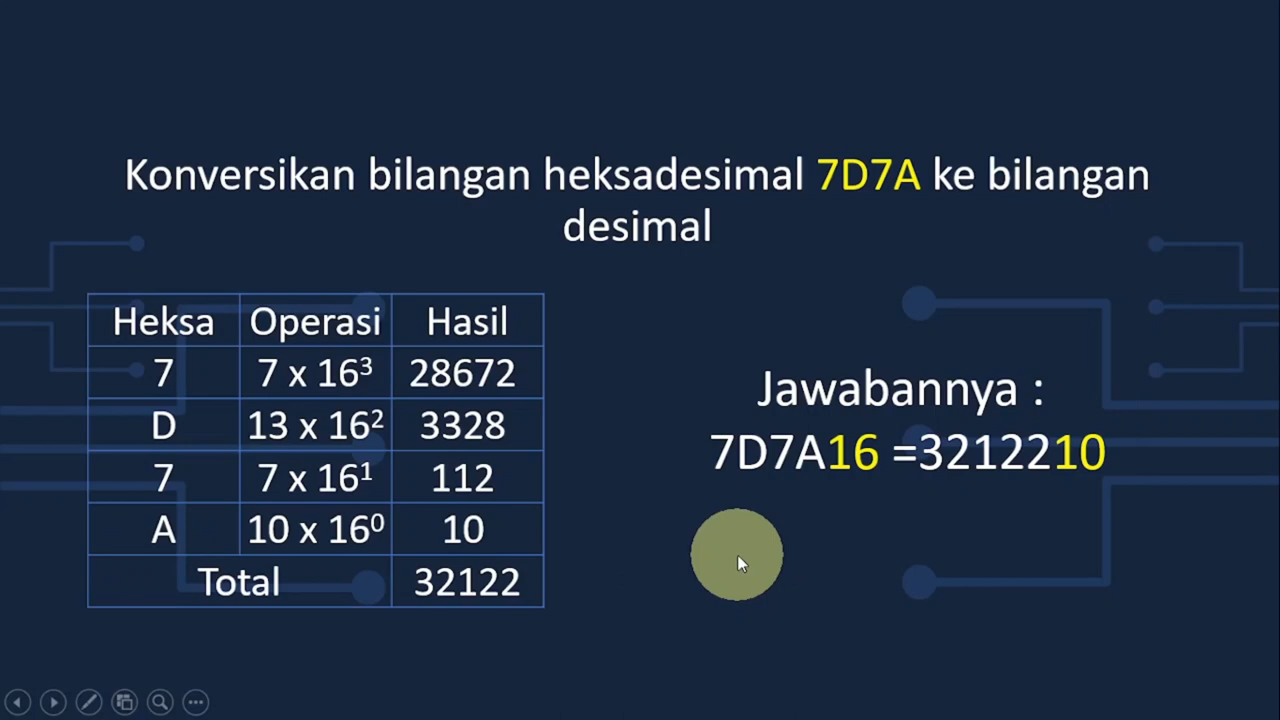 Konversikan bilangan heksadesimal 7D7A ke bilangan
desimal
Heksa Operasi Hasil
7 7 x 16³ 28672
D 13 x 16² 3328
7 7 x 16¹ 112
A 10 x 16⁰ 10
Total 32122
Jawabannya :
7D7A16 =3212210